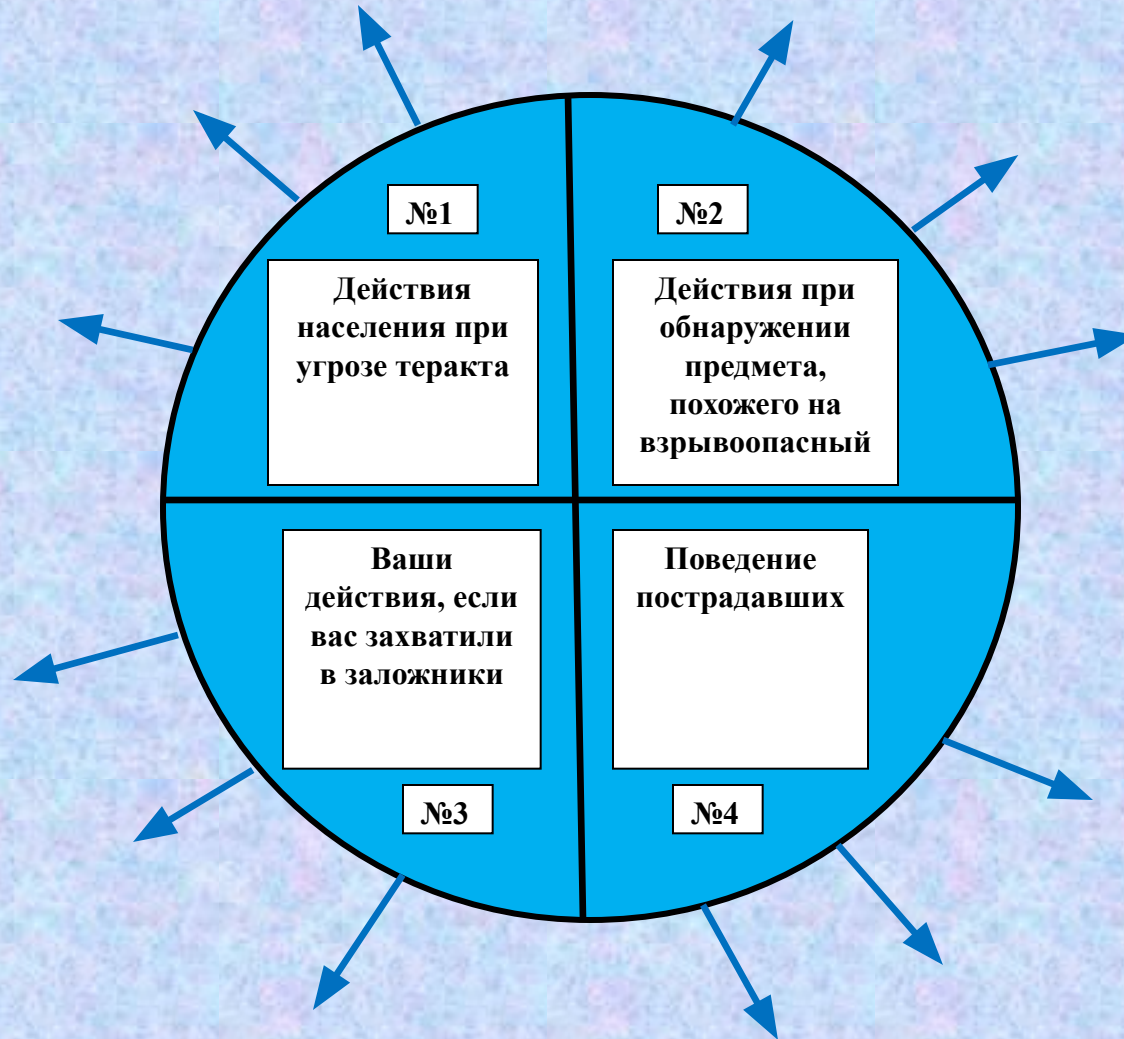 №1
Действия
населения при
угрозе теракта
№2
Действия при
обнаружении
предмета,
похожего на
взрывоопасный
Ваши
действия, если
вас захватили
в заложники
№3
Поведение
пострадавших
№4